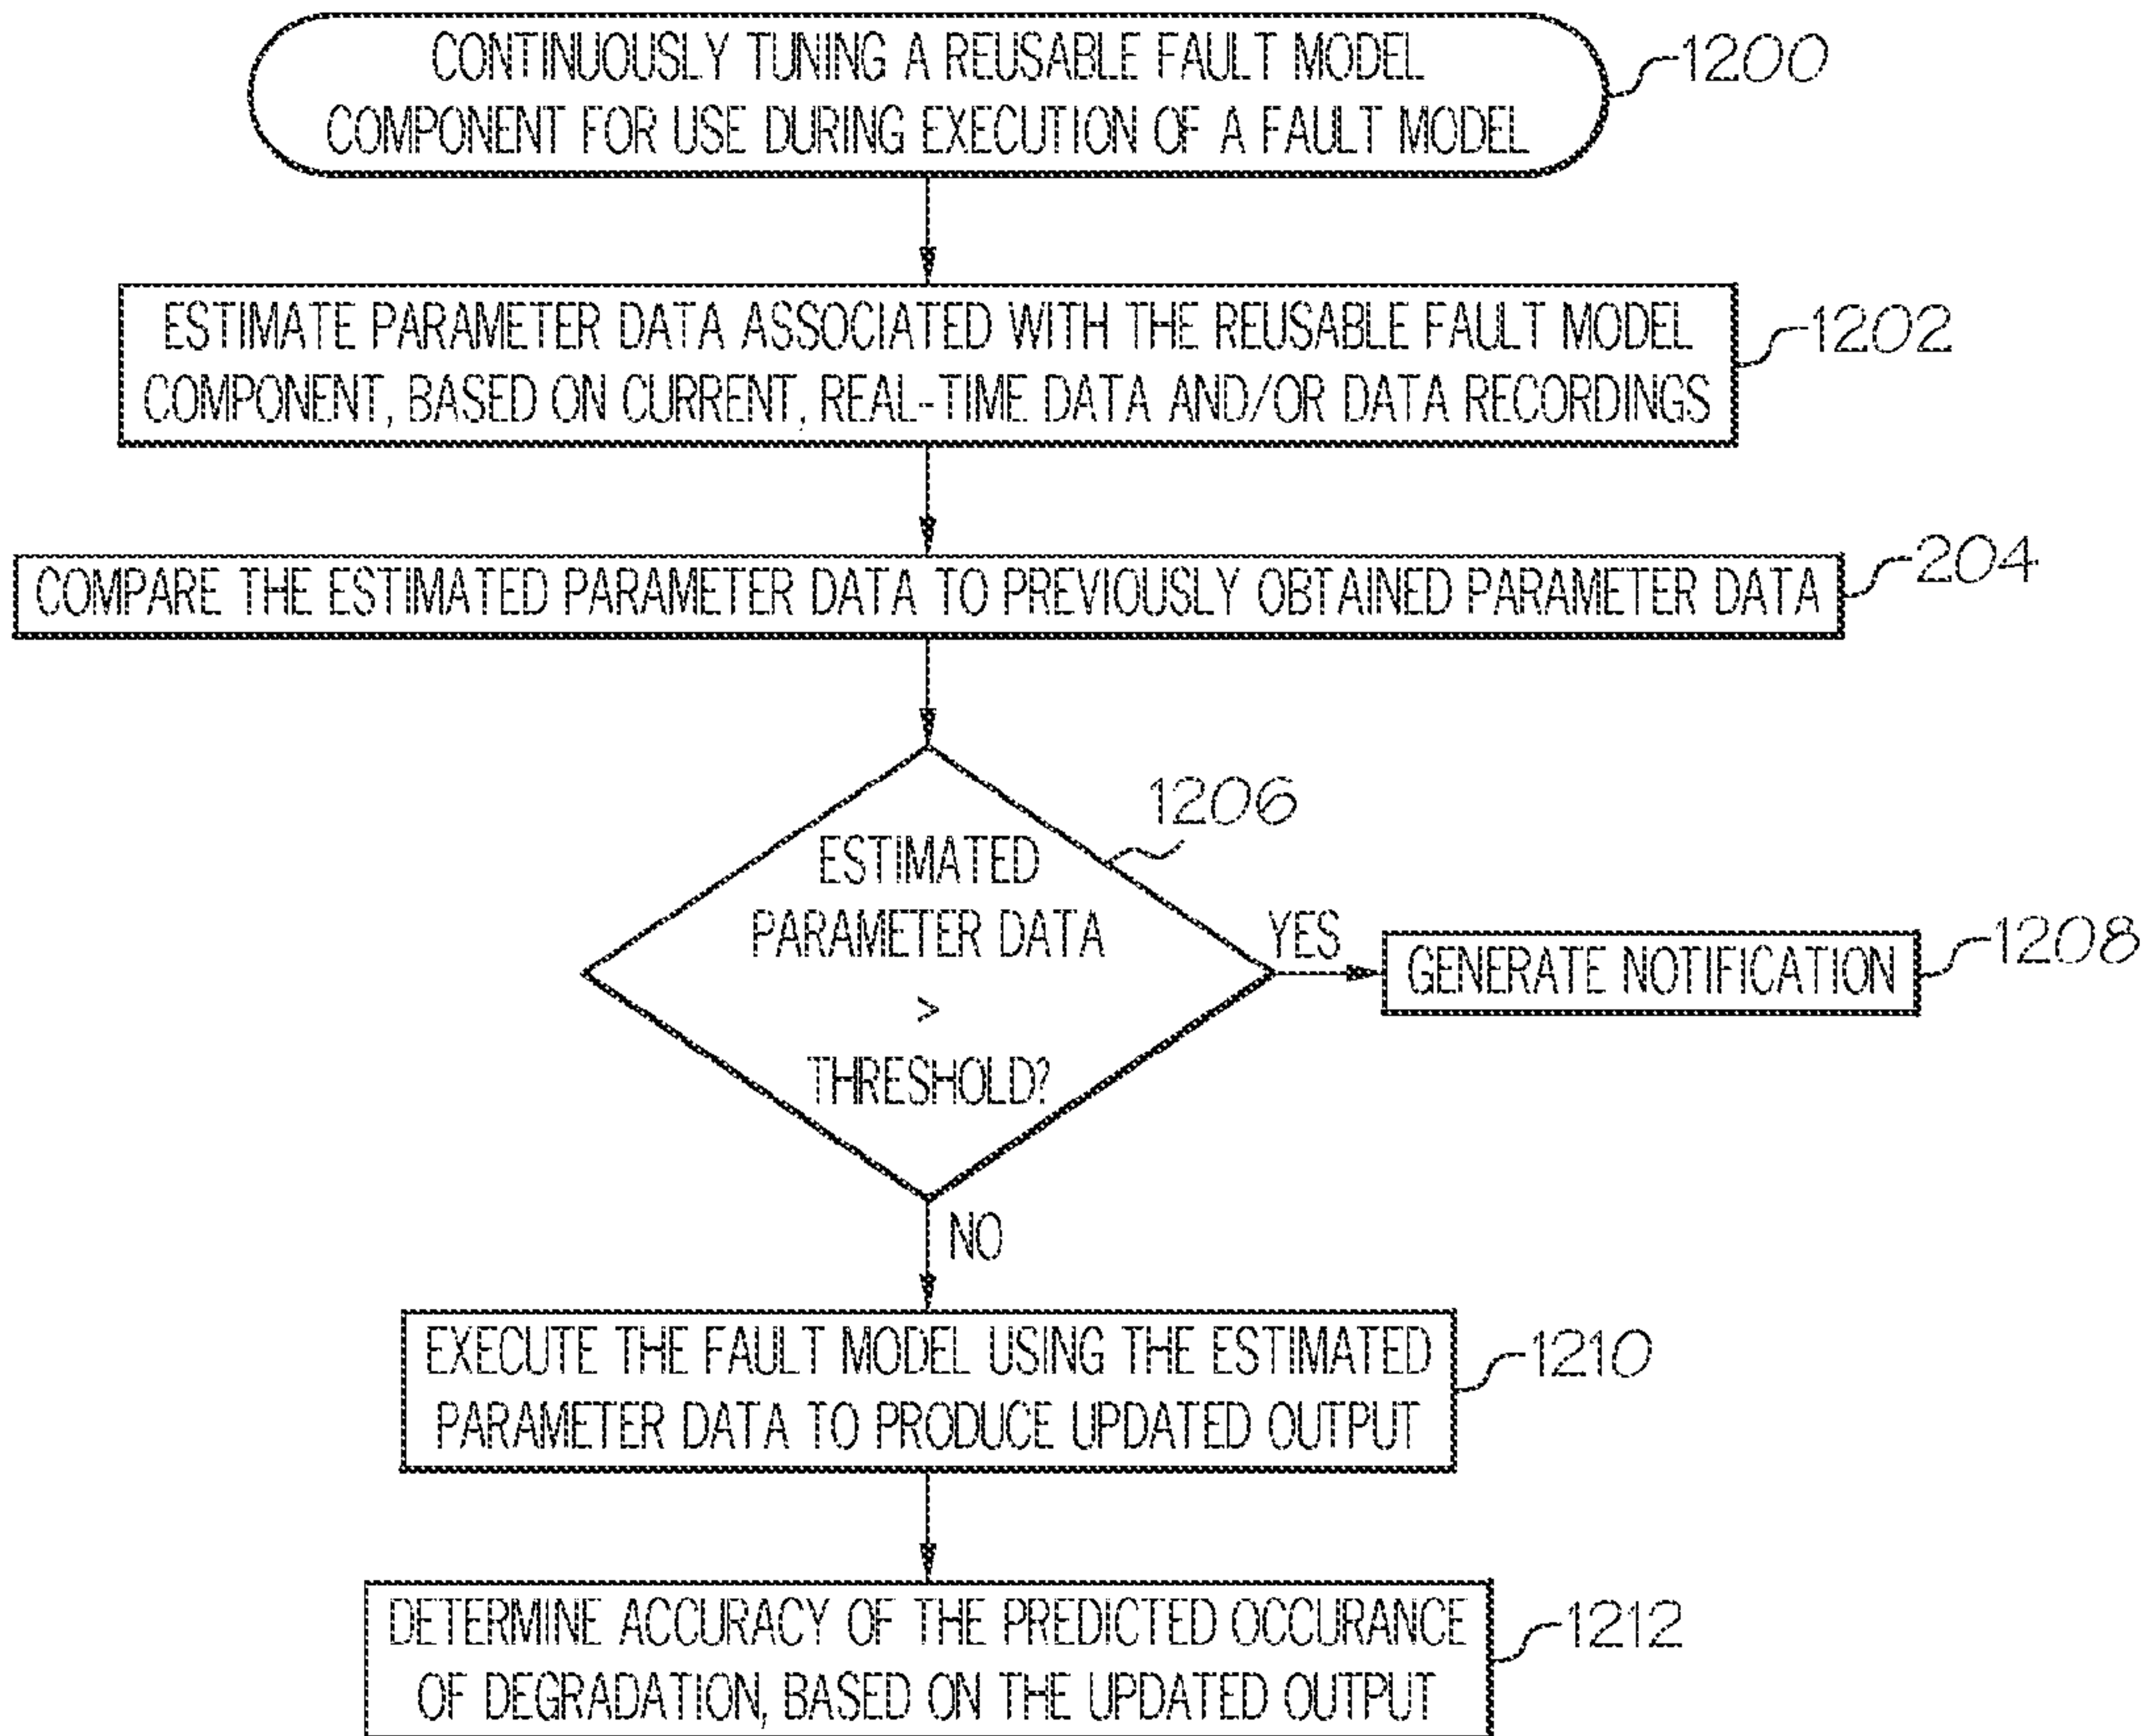 CONTINUOUSLY TUNING A REUSABLE FAULT MODEL
COMPONENT FOR USE DURING EXECUTION OF A FAULT MODEL
1200
ESTIMATE PARAMETER DATA ASSOCIATED WITH THE REUSABLE FAULT MODEL
COMPONENT, BASED ON CURRENT, REAL-TIME DATA AND/OR DATA RECORDINGS
1202
COMPARE THE ESTIMATED PARAMETER DATA TO PREVIOUSLY OBTAINED PARAMETER DATA
204
1206
ESTIMATED
PARAMETER DATA
>
THRESHOLD?
YES
GENERATE NOTIFICATION
1208
NO
EXECUTE THE FAULT MODEL USING THE ESTIMATED
PARAMETER DATA TO PRODUCE UPDATED OUTPUT
1210
DETERMINE ACCURACY OF THE PREDICTED OCCURANCE
OF DEGRADATION, BASED ON THE UPDATED OUTPUT
1212